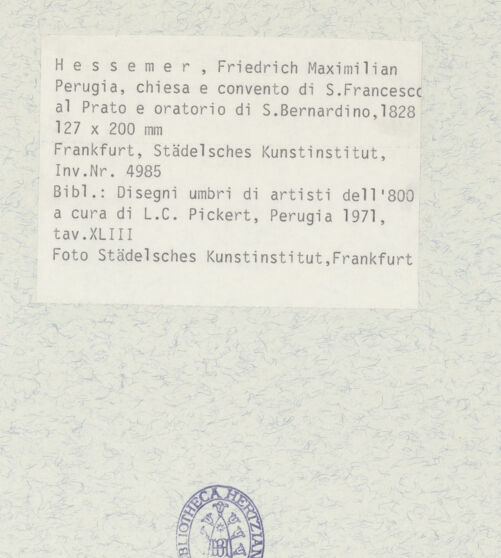 H e s s e m e r , Friedrich Maximilian
Perugia, chiesa e convento di S.Francesco
al Prato e oratorio di S.Bernardino,1828
127 x 200 mm
Frankfurt, Städelsches Kunstinstitut,
Inv.Nr. 4985
Bibl.: Disegni umbri di artisti dell'800
a cura di L.C. Pickert, Perugia 1971,
tav.XLIII
Foto Städelsches Kunstinstitut,Frankfurt
BIBLIOTHECA HERTZIAN